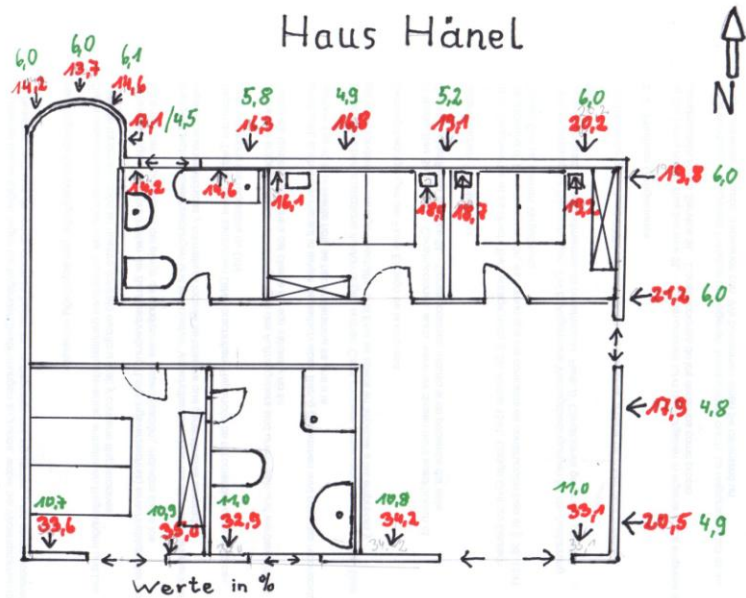 Haus Hänel
N
6,0 6,0 6,1
14,2 13,7 14,6
17,1/4,5
5,8 4,9 5,2 6,0
16,3 16,8 19,1 20,2
19,8 6,0
14,2 14,6 16,1 18,9 18,7 19,2
21,2 6,0
17,9 4,8
10,7 10,9 11,0 10,8 11,0
33,6 35,0 32,9 34,2 33,1
20,5 4,9
Werte in %